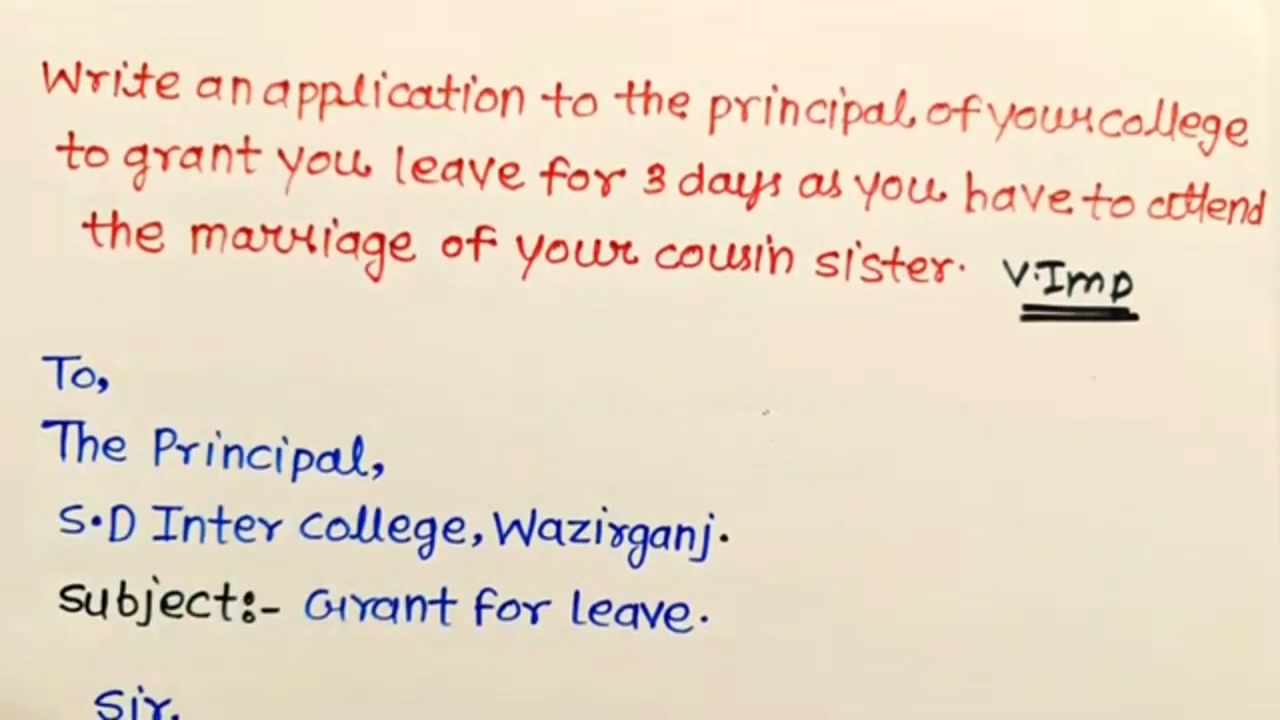 Write an application to the principal of your college
to grant you leave for 3 days as you have to attend
the marriage of your cousin sister.
V.Imp
To,
The Principal,
S.D Inter college, Wazirganj.
Subject:- Grant for leave.
Sir,